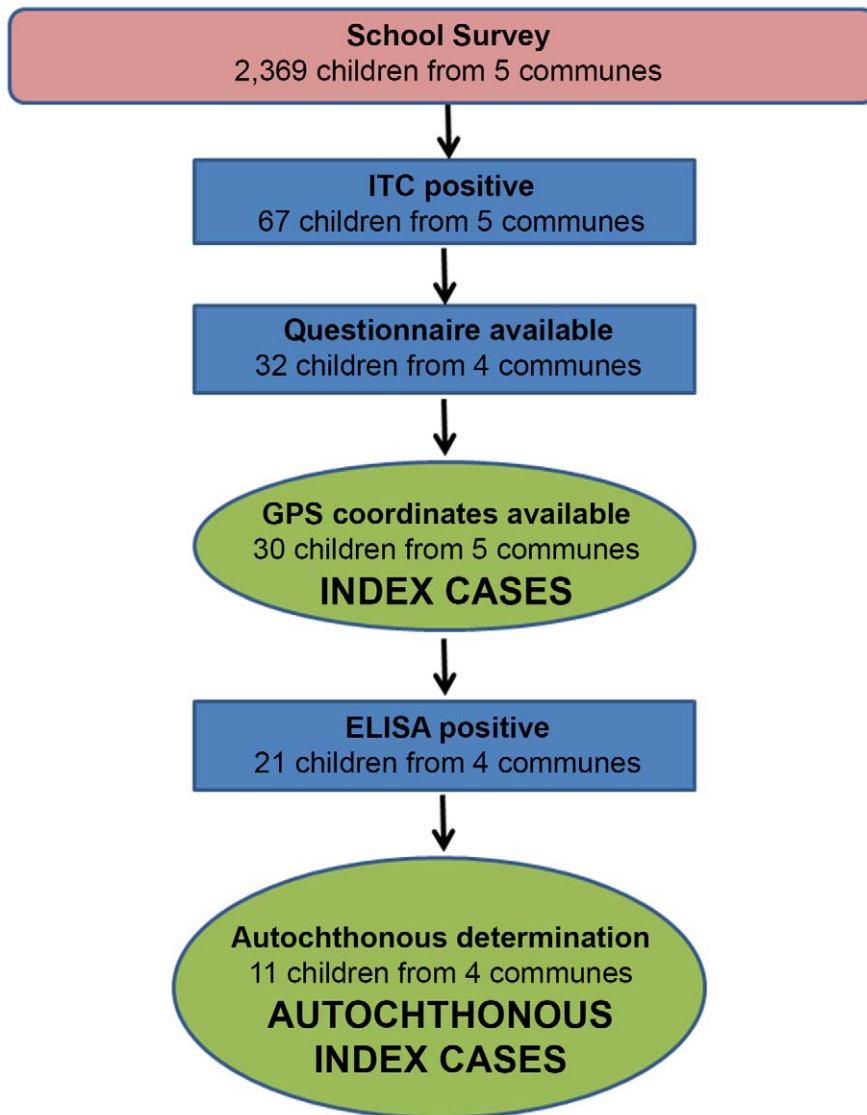 School Survey
2,369 children from 5 communes
ITC positive
67 children from 5 communes
Questionnaire available
32 children from 4 communes
GPS coordinates available
30 children from 5 communes
INDEX CASES
ELISA positive
21 children from 4 communes
Autochthonous determination
11 children from 4 communes
AUTOCHTHONOUS
INDEX CASES